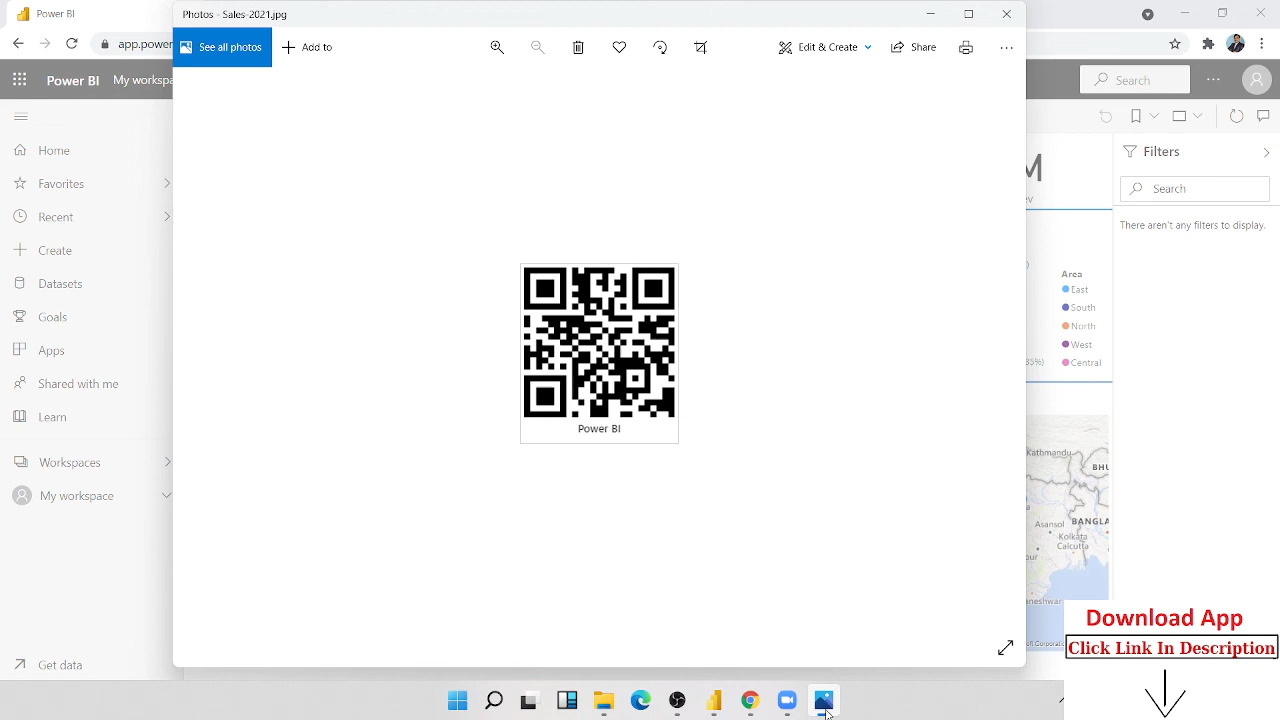 Power BI
Photos - Sales-2021.jpg
app.power
See all photos
Add to
Edit & Create
Share
Power BI
My workspa
Search
Home
Favorites
Recent
Create
Datasets
Goals
Apps
Shared with me
Learn
Workspaces
My workspace
Get data
Power BI
Filters
Search
There aren't any filters to display.
Area
East
South
North
West
Central
Kathmandu
BHU
Asansol
BANGLA
Kolkata
Calcutta
Download App
Click Link In Description